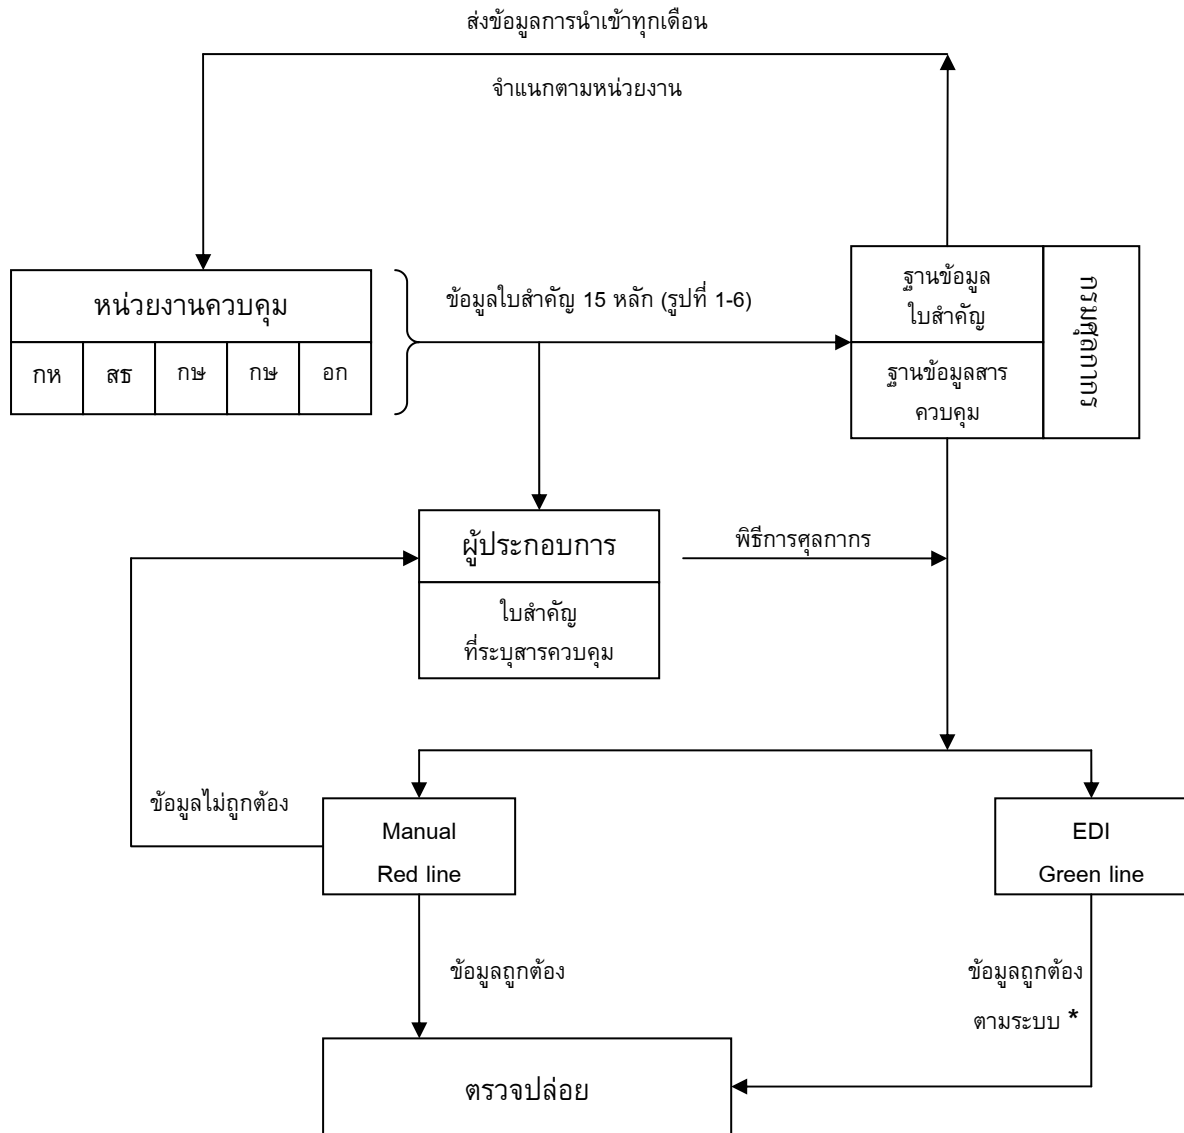 ส่งข้อมูลการนำเข้าทุกเดือน
จำแนกตามหน่วยงาน
หน่วยงานควบคุม
กห
สธ
กษ
กษ
อก
ข้อมูลใบสำคัญ 15 หลัก (รูปที่ 1-6)
ฐานข้อมูล
ใบสำคัญ
ฐานข้อมูลสาร
ควบคุม
กรมศุลกากร
ผู้ประกอบการ
ใบสำคัญ
ที่ระบุสารควบคุม
พิธีการศุลกากร
ข้อมูลไม่ถูกต้อง
Manual
Red line
EDI
Green line
ข้อมูลถูกต้อง
ข้อมูลถูกต้อง
ตามระบบ *
ตรวจปล่อย